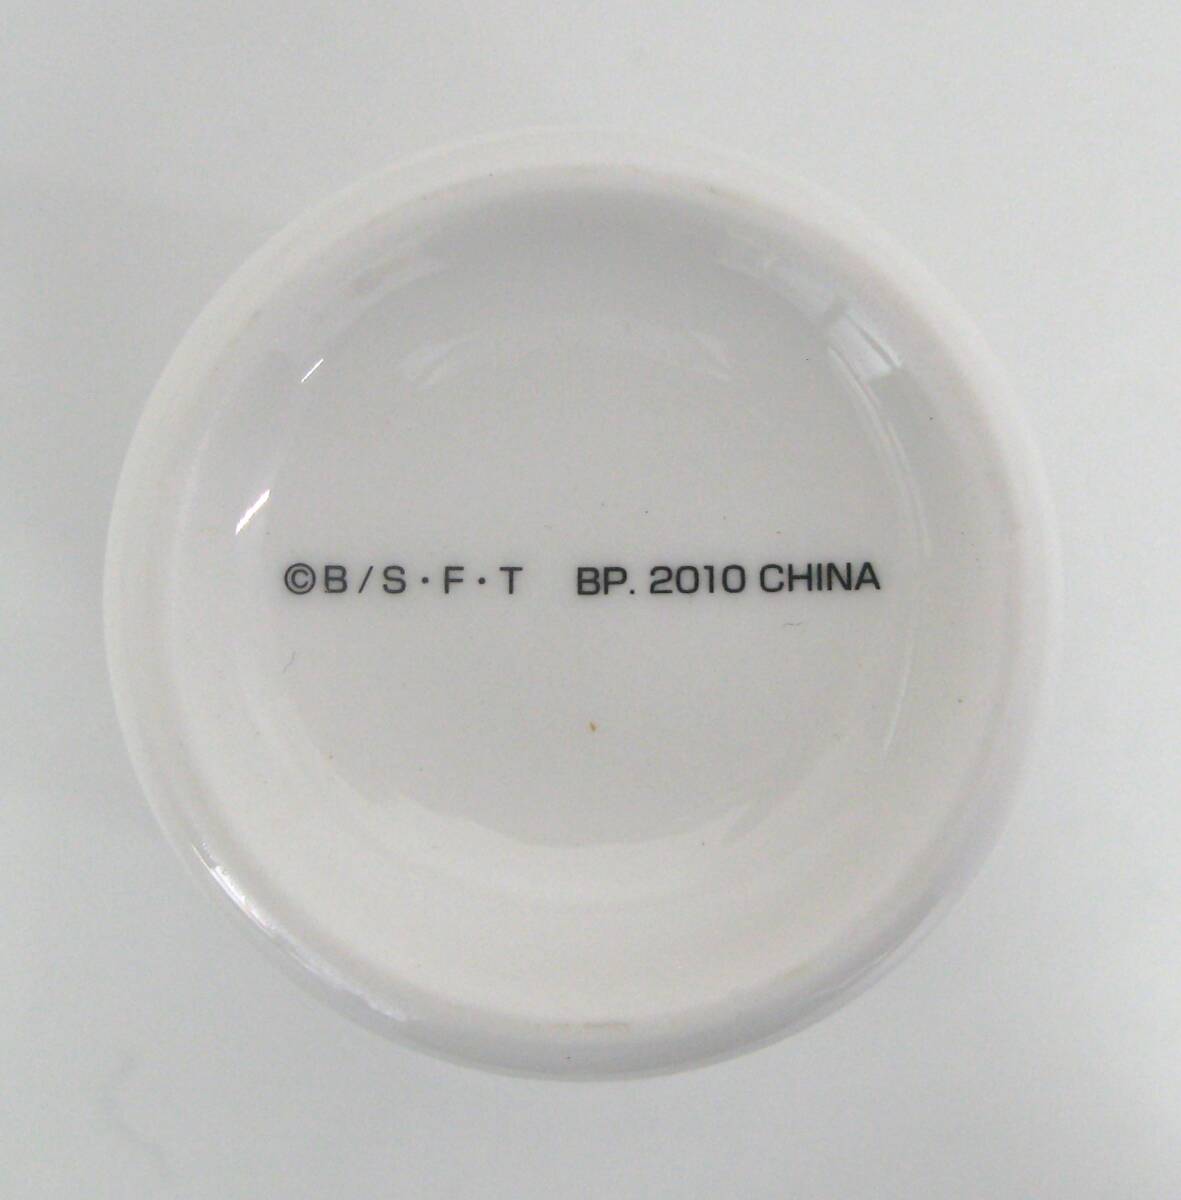 ©B/S・F・T BP. 2010 CHINA